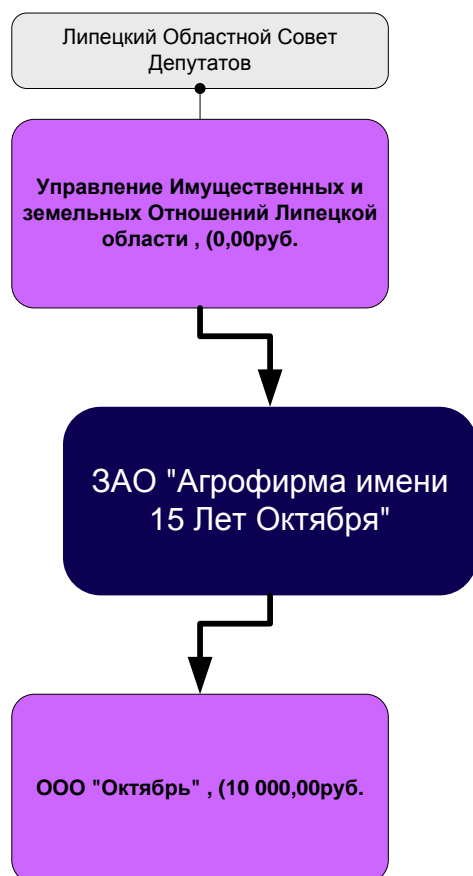 Липецкий Областной Совет
Депутатов
Управление Имущественных и
земельных Отношений Липецкой
области , (0,00руб.
ЗАО "Агрофирма имени
15 Лет Октября"
ООО "Октябрь" , (10 000,00руб.